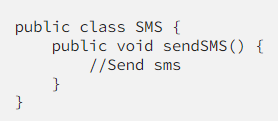 public class SMS {
    public void sendSMS() {
        //Send sms
    }
}